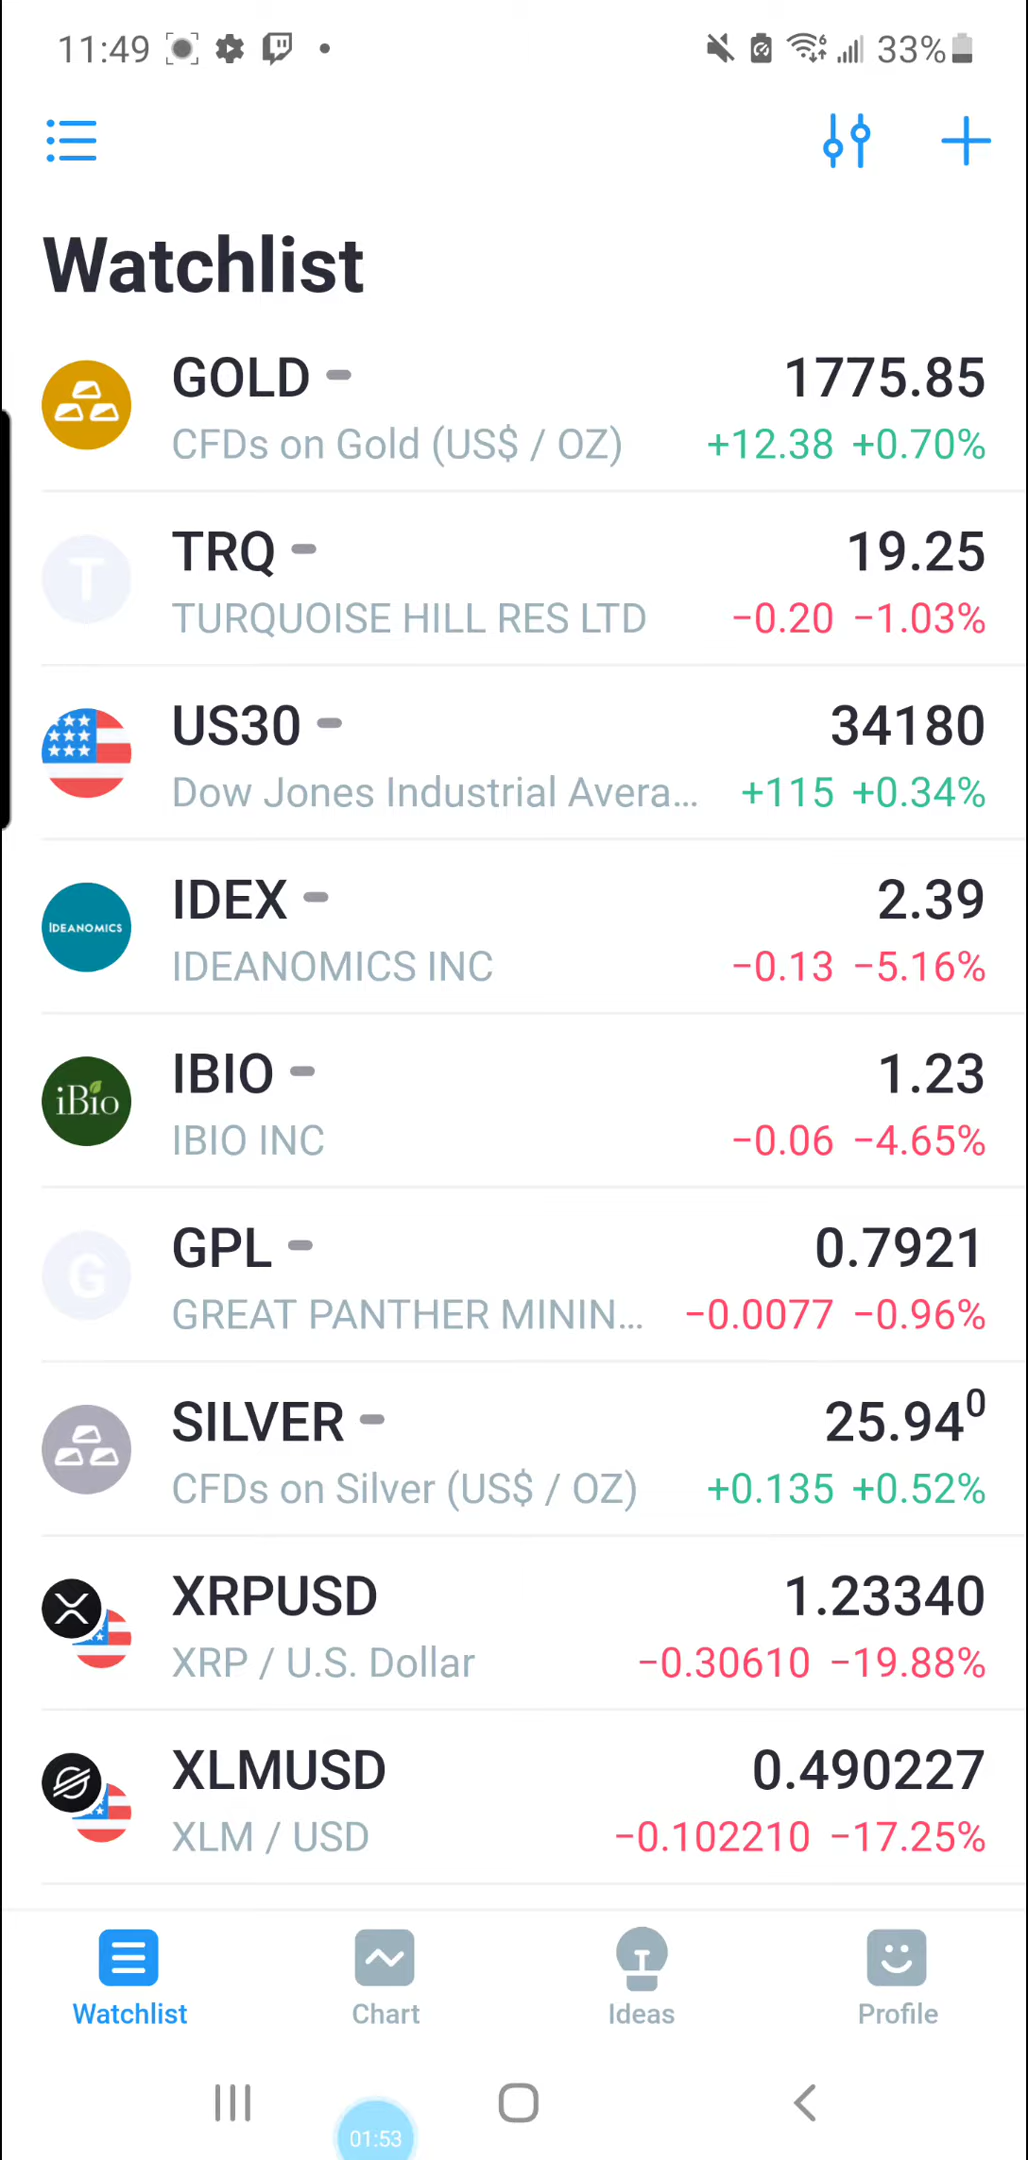 11:49 33%
Watchlist
GOLD 1775.85
CFDs on Gold (US$ / OZ) +12.38 +0.70%
T TRQ 19.25
TURQUOISE HILL RES LTD −0.20 −1.03%
US30 34180
Dow Jones Industrial Avera... +115 +0.34%
IDEX 2.39
IDEANOMICS
IDEANOMICS INC −0.13 −5.16%
IBIO 1.23
iBio
IBIO INC −0.06 −4.65%
G GPL 0.7921
GREAT PANTHER MININ... −0.0077 −0.96%
SILVER 25.94⁰
CFDs on Silver (US$ / OZ) +0.135 +0.52%
XRPUSD 1.23340
XRP / U.S. Dollar −0.30610 −19.88%
XLMUSD 0.490227
XLM / USD −0.102210 −17.25%
Watchlist Chart Ideas Profile
01:53